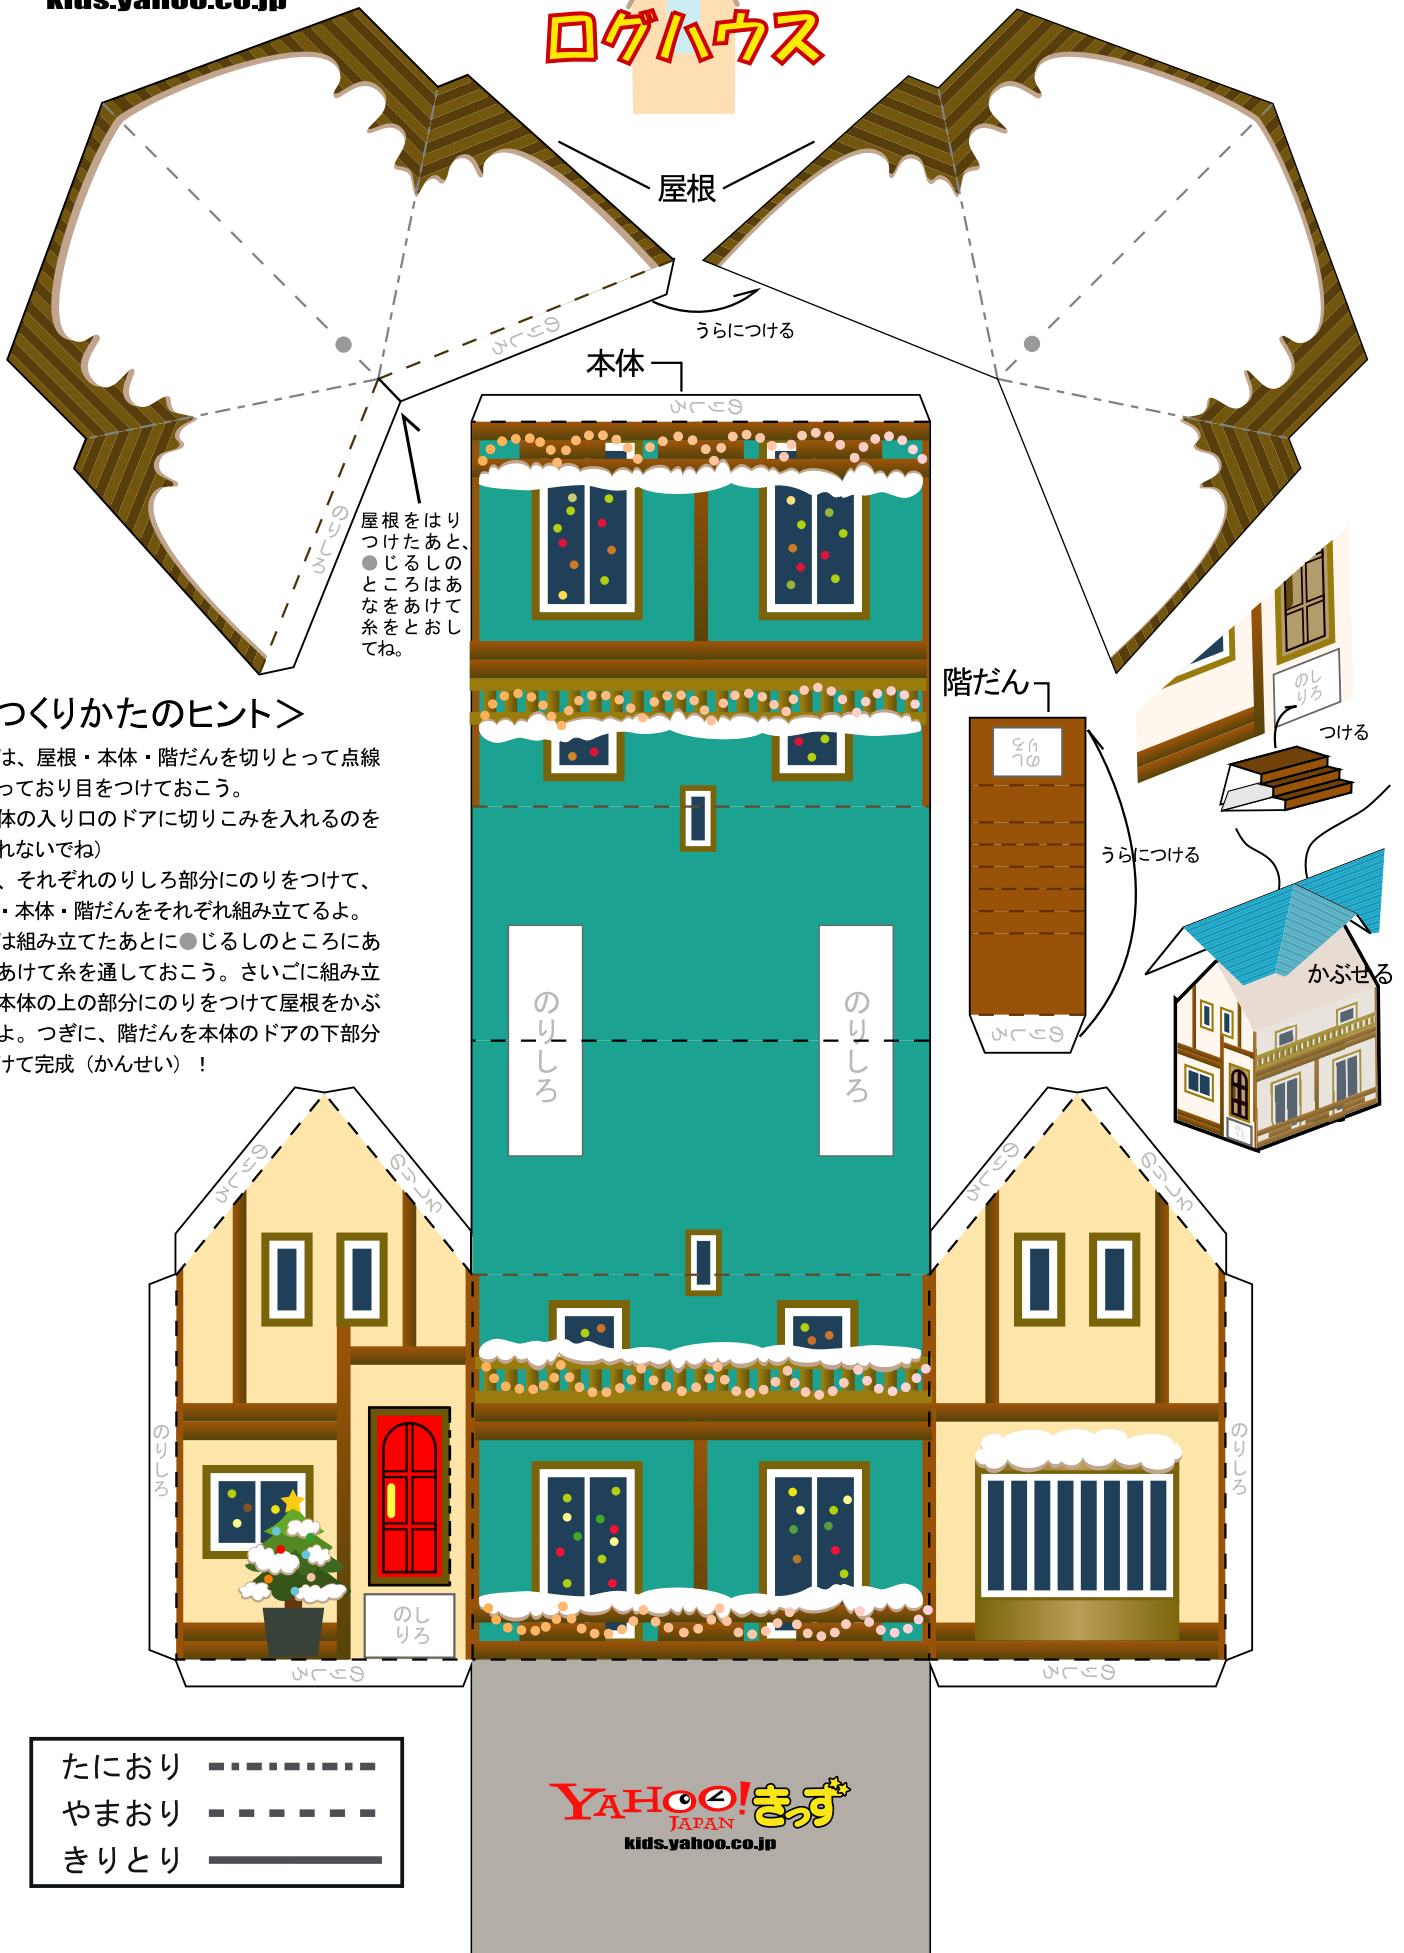 kids.yahoo.co.jp
ログハウス
屋根
うらにつける
のりしろ
本体
のりしろ
のりしろ
屋根をはり
つけたあと、
●じるしの
ところはあ
なをあけて
糸をとおし
てね。
階だん
のりしろ
うらにつける
のりしろ
のりしろ
つける
かぶせる
つくりかたのヒント＞
は、屋根・本体・階だんを切りとって点線
っており目をつけておこう。
体の入り口のドアに切りこみを入れるのを
れないでね）
、それぞれのりしろ部分にのりをつけて、
・本体・階だんをそれぞれ組み立てるよ。
は組み立てたあとに●じるしのところにあ
あけて糸を通しておこう。さいごに組み立
本体の上の部分にのりをつけて屋根をかぶ
よ。つぎに、階だんを本体のドアの下部分
けて完成（かんせい）！
のりしろ
のりしろ
のりしろ
のりしろ
のりしろ
のりしろ
のりしろ
のりしろ
のりしろ
のりしろ
のりしろ
たにおり
やまおり
きりとり
YAHOO!きっず
JAPAN
kids.yahoo.co.jp